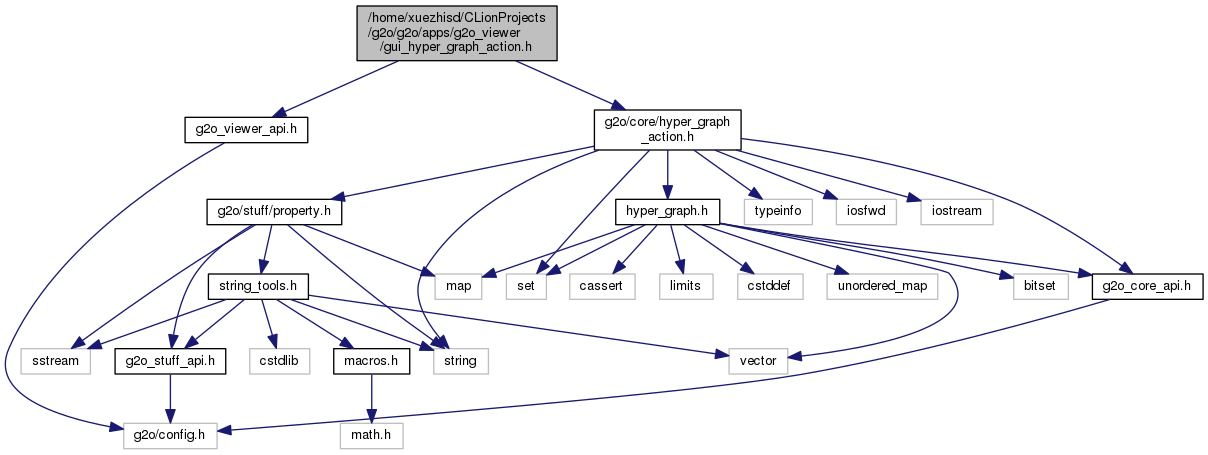 /home/xuezhisd/CLionProjects
/g2o/g2o/apps/g2o_viewer
/gui_hyper_graph_action.h
g2o_viewer_api.h
g2o/core/hyper_graph
_action.h
g2o/stuff/property.h
hyper_graph.h
typeinfo
iosfwd
iostream
string_tools.h
map
set
cassert
limits
cstddef
unordered_map
bitset
g2o_core_api.h
sstream
g2o_stuff_api.h
cstdlib
macros.h
string
vector
g2o/config.h
math.h